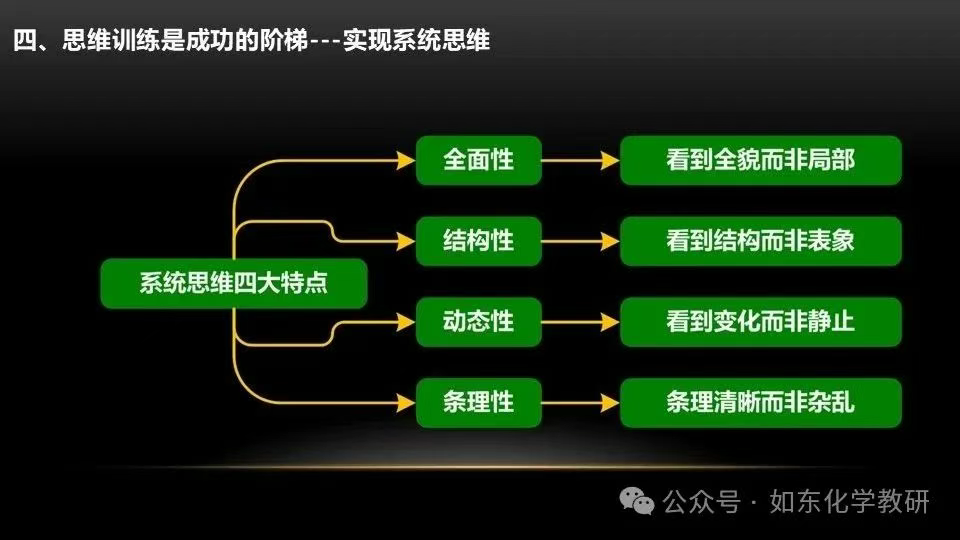 四、思维训练是成功的阶梯---实现系统思维
全面性
看到全貌而非局部
结构性
看到结构而非表象
系统思维四大特点
动态性
看到变化而非静止
条理性
条理清晰而非杂乱
公众号·如东化学教研